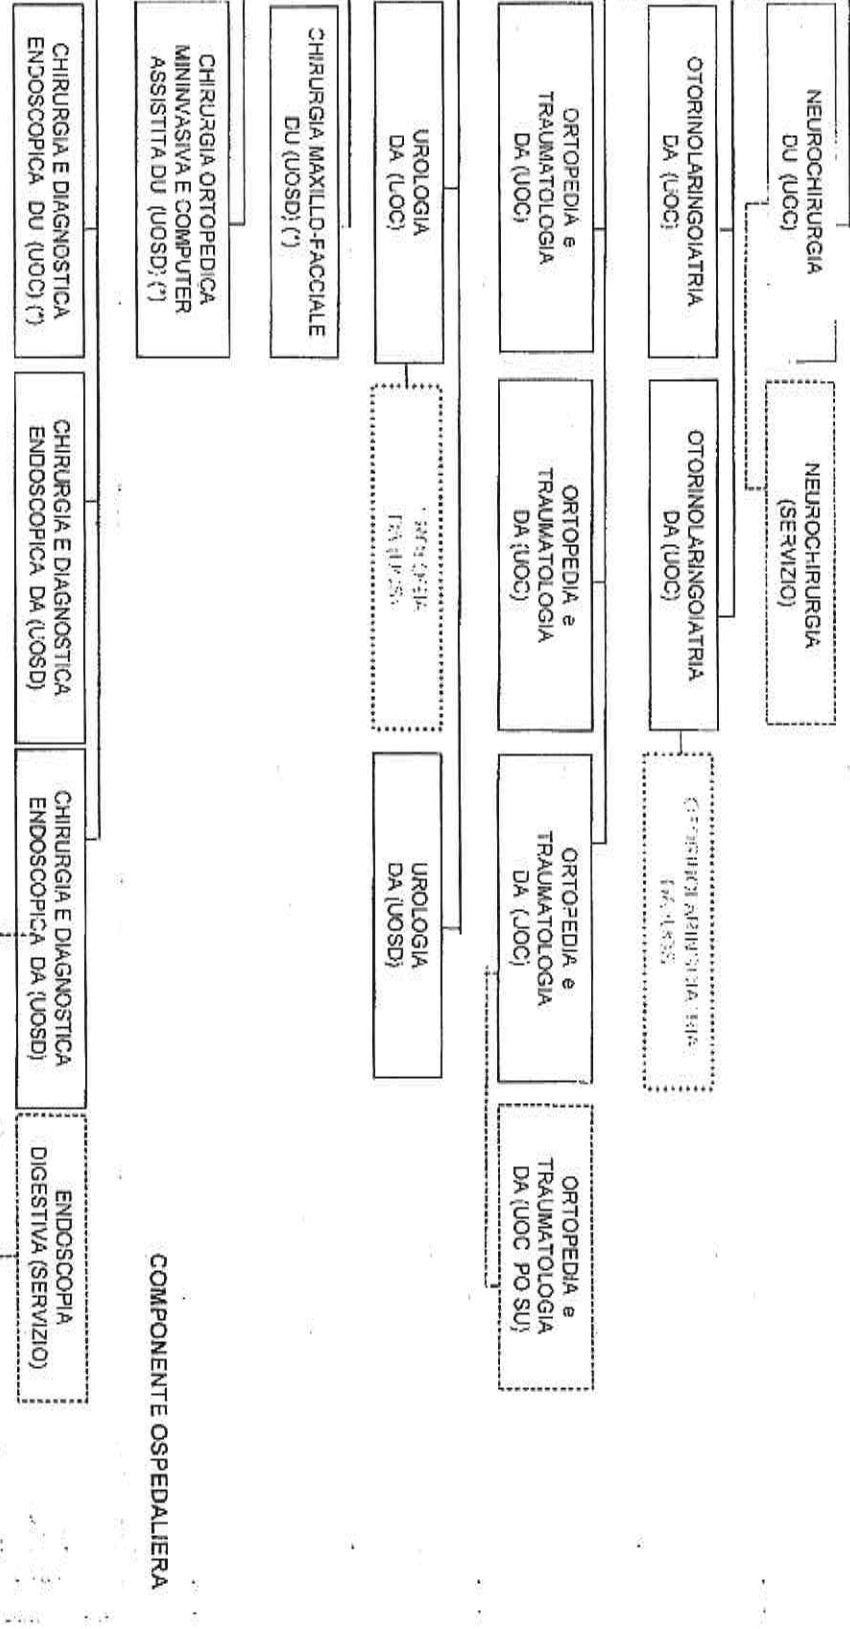 NEUROCHIRURGIA
DU (UCC)
NEUROCHIRURGIA
(SERVIZIO)
OTORINOLARINGOIATRIA
DA (UOC)
OTORINOLARINGOIATRIA
DA (UOC)
ORTOPEDIA e
TRAUMATOLOGIA
DA (UOC)
ORTOPEDIA e
TRAUMATOLOGIA
DA (UOC)
ORTOPEDIA e
TRAUMATOLOGIA
DA (JOC)
ORTOPEDIA e
TRAUMATOLOGIA
DA (UOC PO SU)
UROLOGIA
DA (LOC)
UROLOGIA
DA (UOSD)
CHIRURGIA MAXILLO-FACCIALE
DU (UOSD) (*)
CHIRURGIA ORTOPEDICA
MININVASIVA E COMPUTER
ASSISTITA DU (UOSD) (*)
COMPONENTE OSPEDALIERA
CHIRURGIA E DIAGNOSTICA
ENDOSCOPICA DU (UOC) (*)
CHIRURGIA E DIAGNOSTICA
ENDOSCOPICA DA (UOSD)
CHIRURGIA E DIAGNOSTICA
ENDOSCOPICA DA (UOSD)
ENDOSCOPIA
DIGESTIVA (SERVIZIO)